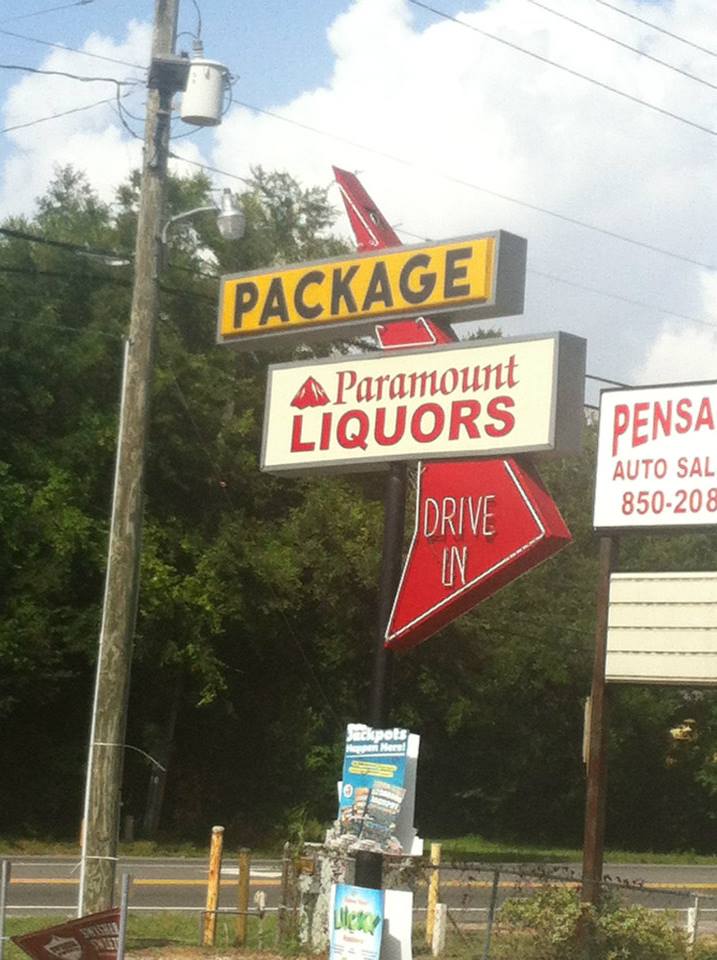 PACKAGE
Paramount
LIQUORS
DRIVE
IN
PENSA
AUTO SAL
850-208
Jackpots
Happen Here!